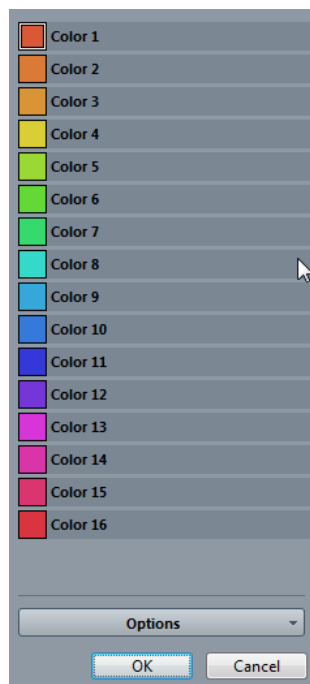 Color 1
Color 2
Color 3
Color 4
Color 5
Color 6
Color 7
Color 8
Color 9
Color 10
Color 11
Color 12
Color 13
Color 14
Color 15
Color 16
Options
OK Cancel